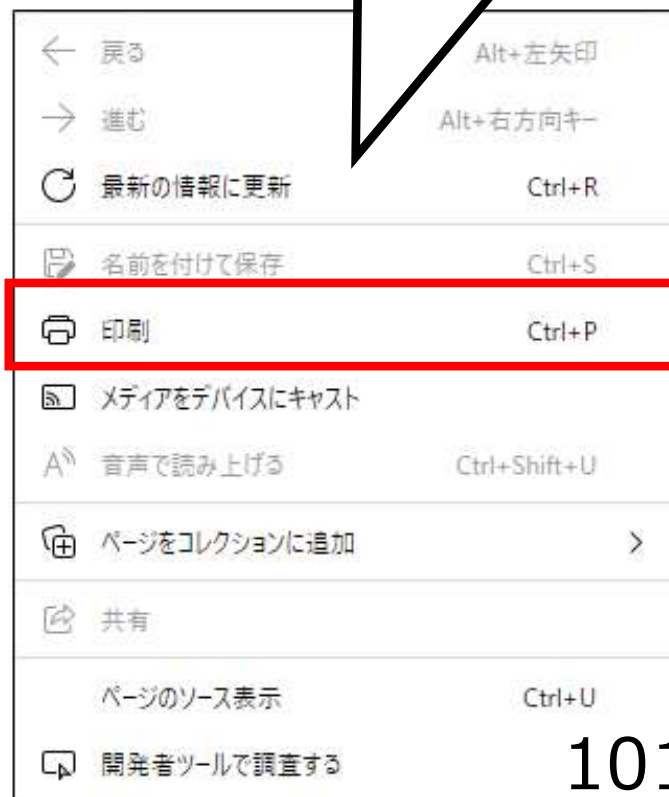 戻る Alt+左矢印
進む Alt+右方向キー
最新の情報に更新 Ctrl+R
名前を付けて保存 Ctrl+S
印刷 Ctrl+P
メディアをデバイスにキャスト
音声で読み上げる Ctrl+Shift+U
ページをコレクションに追加
共有
ページのソース表示 Ctrl+U
開発者ツールで調査する
101